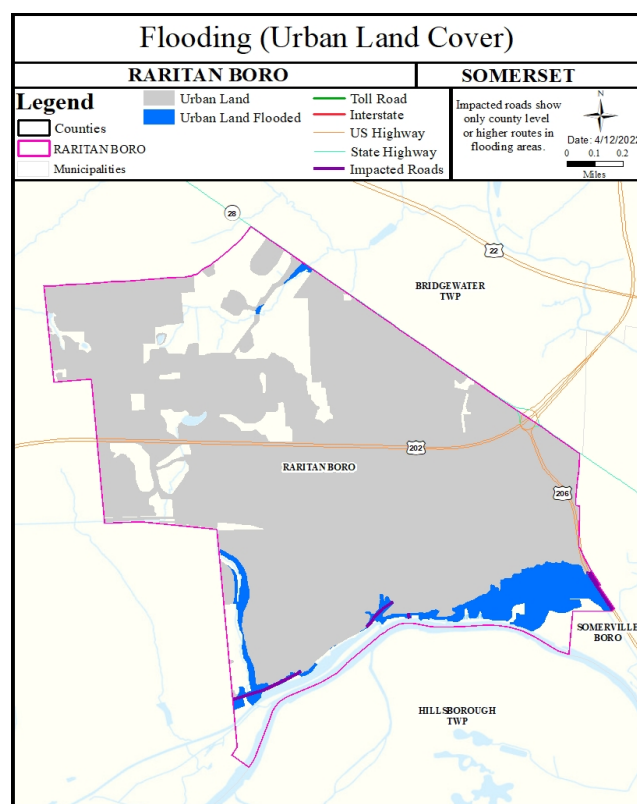 Flooding (Urban Land Cover)
RARITAN BORO
SOMERSET
Legend
Counties
RARITAN BORO
Municipalities
Urban Land
Urban Land Flooded
Toll Road
Interstate
US Highway
State Highway
Impacted Roads
Impacted roads show
only county level
or higher routes in
flooding areas.
N
Date: 4/12/2022
0 0.1 0.2
Miles
28
22
BRIDGEWATER
TWP
202
RARITAN BORO
206
SOMERVILLE
BORO
HILLSBOROUGH
TWP